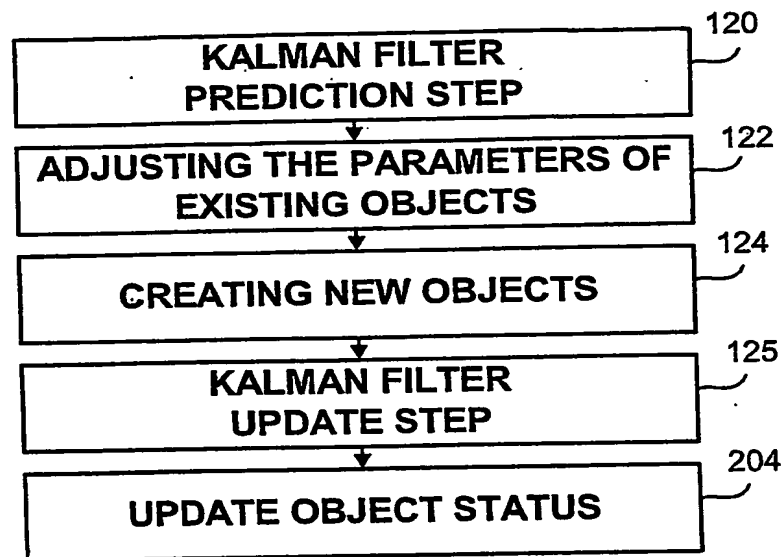 120
KALMAN FILTER
PREDICTION STEP
122
ADJUSTING THE PARAMETERS OF
EXISTING OBJECTS
124
CREATING NEW OBJECTS
125
KALMAN FILTER
UPDATE STEP
204
UPDATE OBJECT STATUS